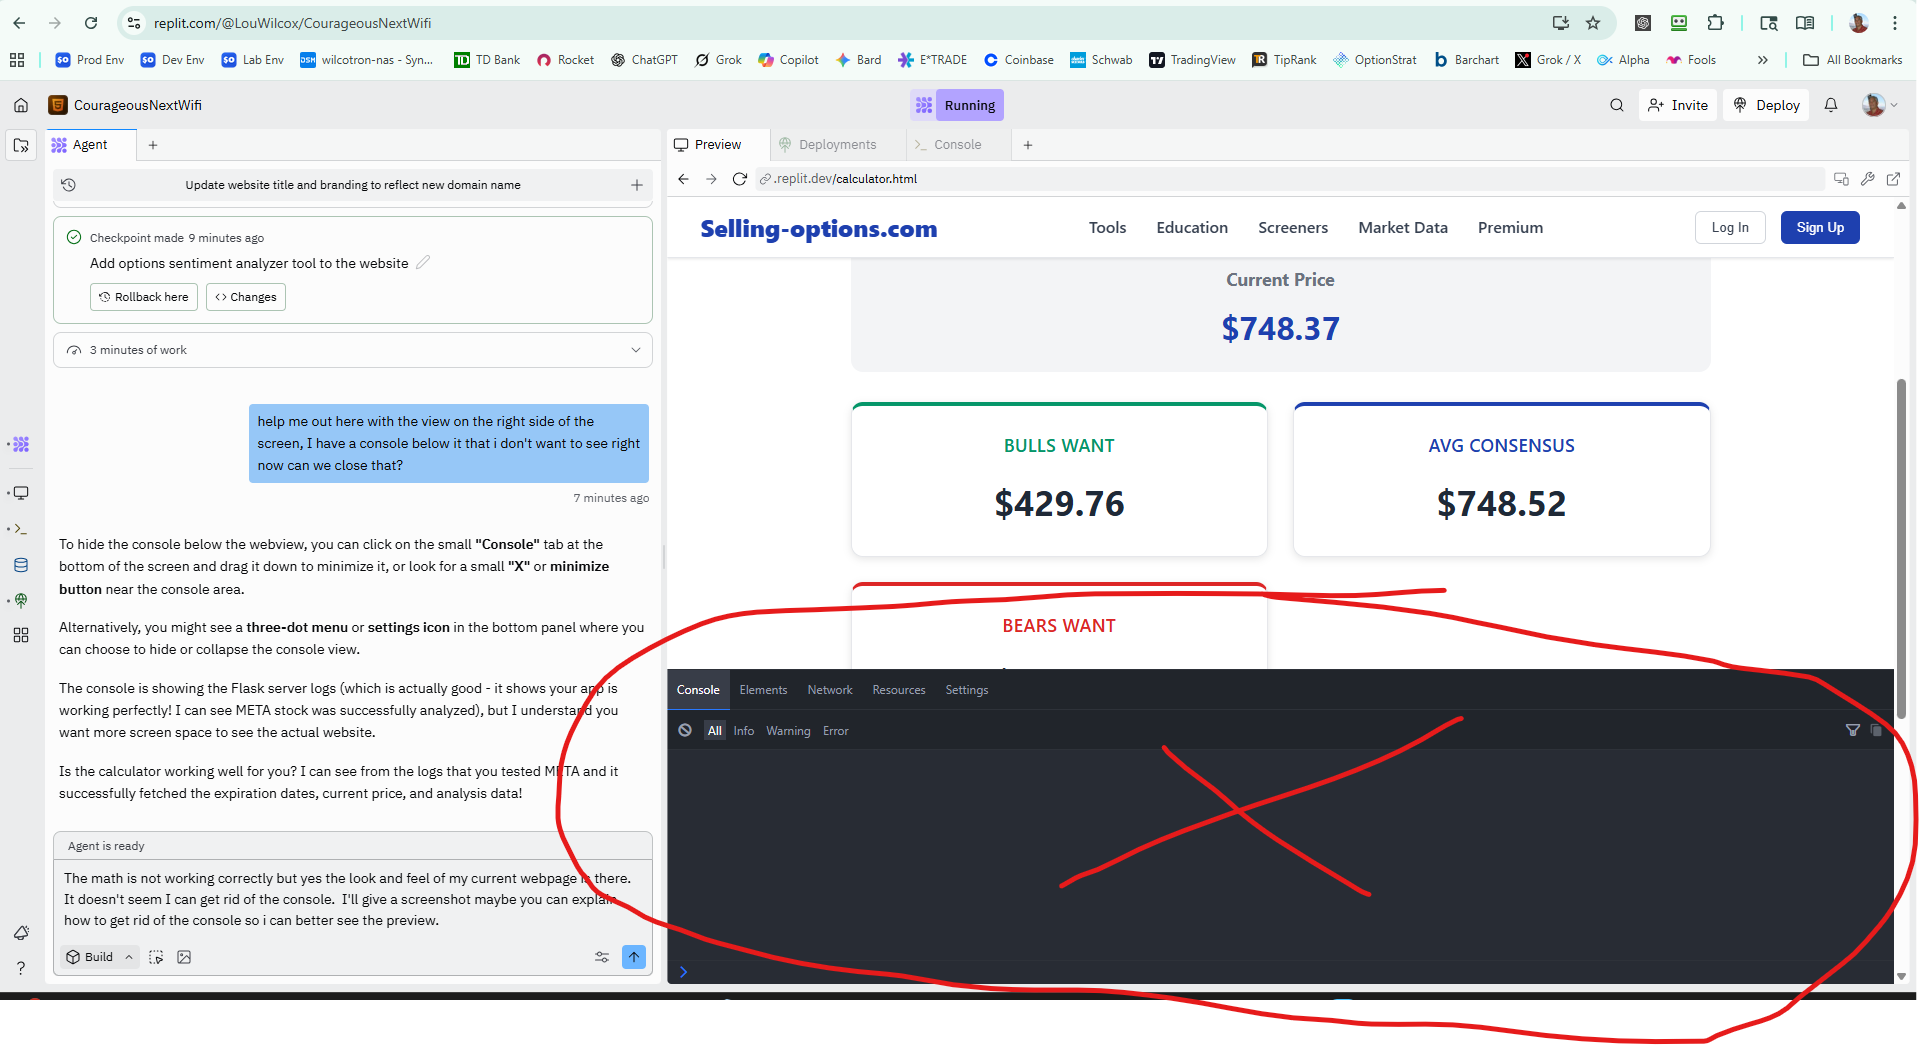 replit.com/@LouWilcox/CourageousNextWifi
Prod Env
Dev Env
Lab Env
DSM
wilcotron-nas - Syn...
TD Bank
Rocket
ChatGPT
Grok
Copilot
Bard
E*TRADE
Coinbase
Schwab
TradingView
TipRank
OptionStrat
Barchart
Grok / X
Alpha
Fools
All Bookmarks
CourageousNextWifi
Running
Invite
Deploy
Agent
Update website title and branding to reflect new domain name
Checkpoint made 9 minutes ago
Add options sentiment analyzer tool to the website
Rollback here
Changes
3 minutes of work
help me out here with the view on the right side of the
screen, I have a console below it that i don't want to see right
now can we close that?
7 minutes ago
To hide the console below the webview, you can click on the small "Console" tab at the
bottom of the screen and drag it down to minimize it, or look for a small "X" or minimize
button near the console area.
Alternatively, you might see a three-dot menu or settings icon in the bottom panel where you
can choose to hide or collapse the console view.
The console is showing the Flask server logs (which is actually good - it shows your app is
working perfectly! I can see META stock was successfully analyzed), but I understand you
want more screen space to see the actual website.
Is the calculator working well for you? I can see from the logs that you tested META and it
successfully fetched the expiration dates, current price, and analysis data!
Agent is ready
The math is not working correctly but yes the look and feel of my current webpage is there.
It doesn't seem I can get rid of the console. I'll give a screenshot maybe you can explain
how to get rid of the console so i can better see the preview.
Build
Preview
Deployments
Console
.replit.dev/calculator.html
Selling-options.com
Tools
Education
Screeners
Market Data
Premium
Log In
Sign Up
Current Price
$748.37
BULLS WANT
$429.76
AVG CONSENSUS
$748.52
BEARS WANT
Console
Elements
Network
Resources
Settings
All
Info
Warning
Error